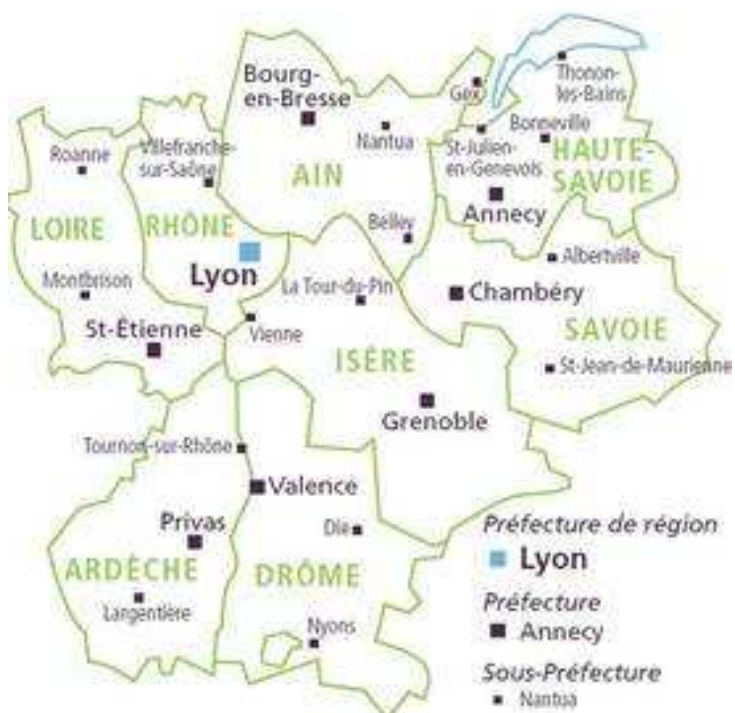 Bourg-
en-Bresse
Gex
Thonon-
les-Bains
Roanne
Villefranche-
sur-Saône
Nantua
St-Julien-
en-Genevois
Bonneville
HAUTE-
SAVOIE
AIN
Annecy
LOIRE
RHÔNE
Belley
Albertville
Lyon
Montbrison
La Tour-du-Pin
Chambéry
St-Étienne
Vienne
SAVOIE
ISÈRE
St-Jean-de-Maurienne
Grenoble
Tournon-sur-Rhône
Valence
Privas
Die
ARDÈCHE
DRÔME
Largentière
Nyons
Préfecture de région
Lyon
Préfecture
Annecy
Sous-Préfecture
Nantua